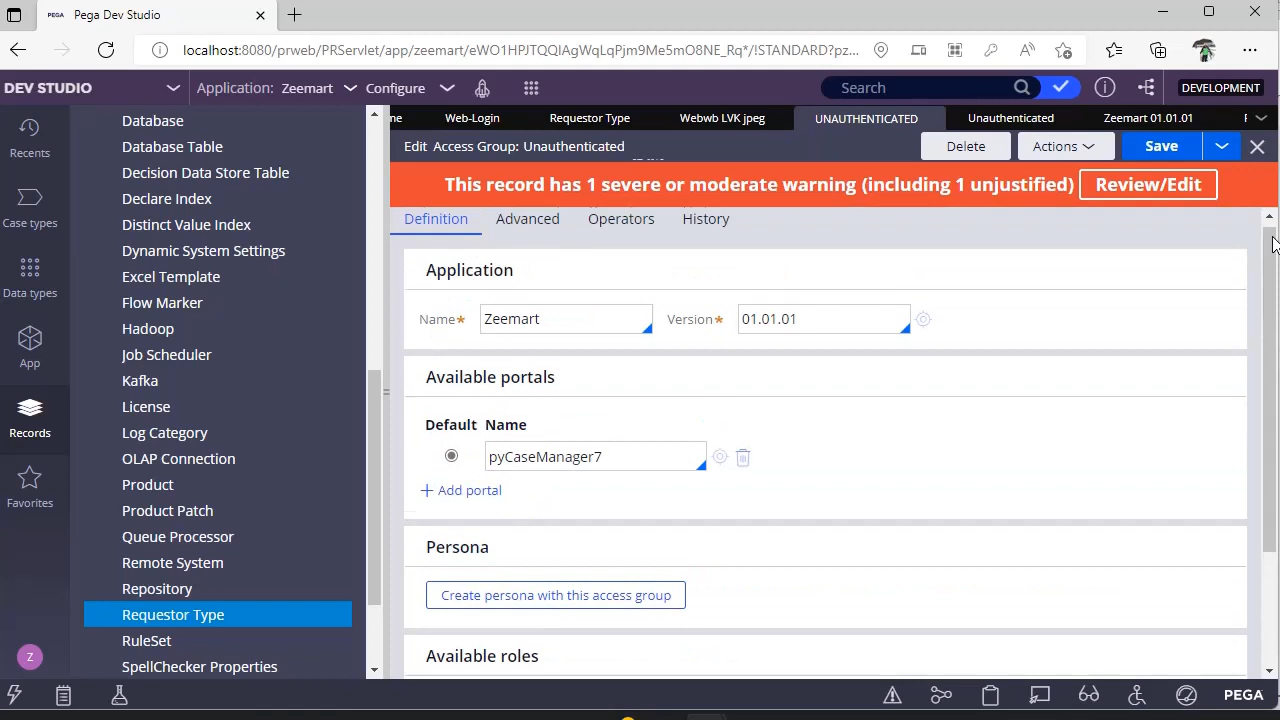 PEGA Pega Dev Studio
localhost:8080/prweb/PRServlet/app/zeemart/eWO1HPJTQQIAgWqLqPjm9Me5mO8NE_Rq*/!STANDARD?pz...
DEV STUDIO
Application: Zeemart
Configure
Search
DEVELOPMENT
Recents
Case types
Data types
App
Records
Favorites
Z
Database
Database Table
Decision Data Store Table
Declare Index
Distinct Value Index
Dynamic System Settings
Excel Template
Flow Marker
Hadoop
Job Scheduler
Kafka
License
Log Category
OLAP Connection
Product
Product Patch
Queue Processor
Remote System
Repository
Requestor Type
RuleSet
SpellChecker Properties
me Web-Login Requestor Type Webwb LVK jpeg UNAUTHENTICATED Unauthenticated Zeemart 01.01.01
Edit Access Group: Unauthenticated
Delete Actions Save
This record has 1 severe or moderate warning (including 1 unjustified) Review/Edit
Definition Advanced Operators History
Application
Name* Zeemart Version* 01.01.01
Available portals
Default Name
pyCaseManager7
+ Add portal
Persona
Create persona with this access group
Available roles
PEGA